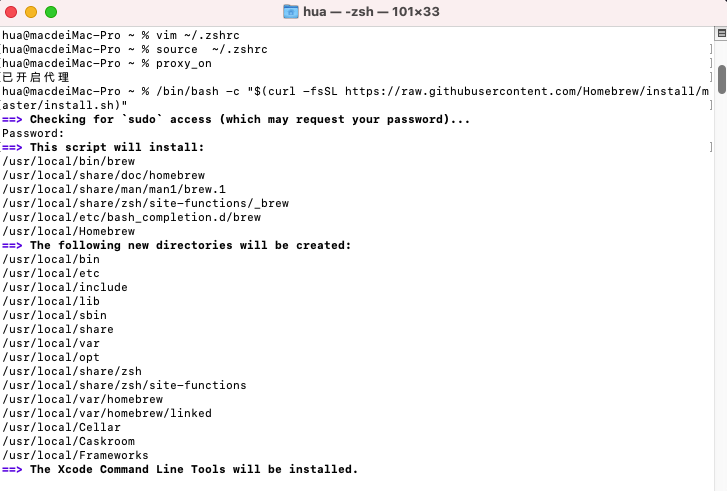 hua — -zsh — 101×33
hua@macdeiMac-Pro ~ % vim ~/.zshrc
hua@macdeiMac-Pro ~ % source  ~/.zshrc
hua@macdeiMac-Pro ~ % proxy_on
已开启代理
hua@macdeiMac-Pro ~ % /bin/bash -c "$(curl -fsSL https://raw.githubusercontent.com/Homebrew/install/m
aster/install.sh)"
==> Checking for `sudo` access (which may request your password)...
Password:
==> This script will install:
/usr/local/bin/brew
/usr/local/share/doc/homebrew
/usr/local/share/man/man1/brew.1
/usr/local/share/zsh/site-functions/_brew
/usr/local/etc/bash_completion.d/brew
/usr/local/Homebrew
==> The following new directories will be created:
/usr/local/bin
/usr/local/etc
/usr/local/include
/usr/local/lib
/usr/local/sbin
/usr/local/share
/usr/local/var
/usr/local/opt
/usr/local/share/zsh
/usr/local/share/zsh/site-functions
/usr/local/var/homebrew
/usr/local/var/homebrew/linked
/usr/local/Cellar
/usr/local/Caskroom
/usr/local/Frameworks
==> The Xcode Command Line Tools will be installed.